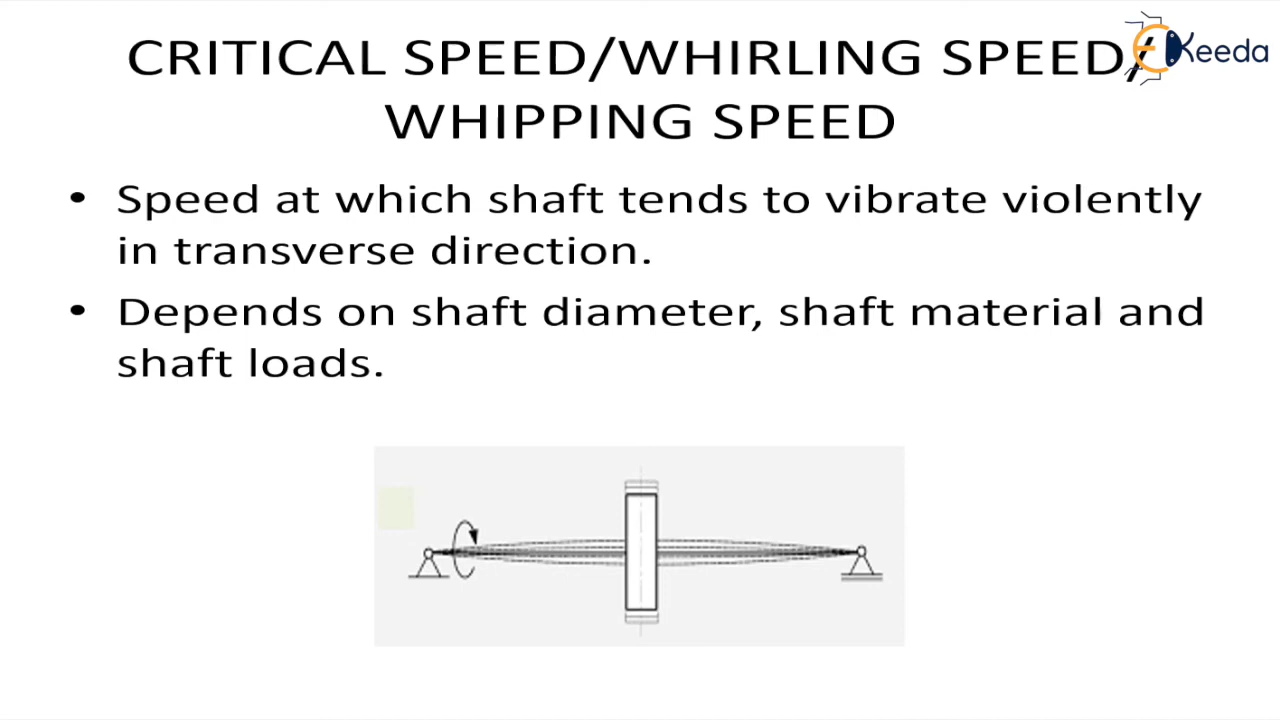 CRITICAL SPEED/WHIRLING SPEED/
WHIPPING SPEED
Keeda
• Speed at which shaft tends to vibrate violently
in transverse direction.
• Depends on shaft diameter, shaft material and
shaft loads.